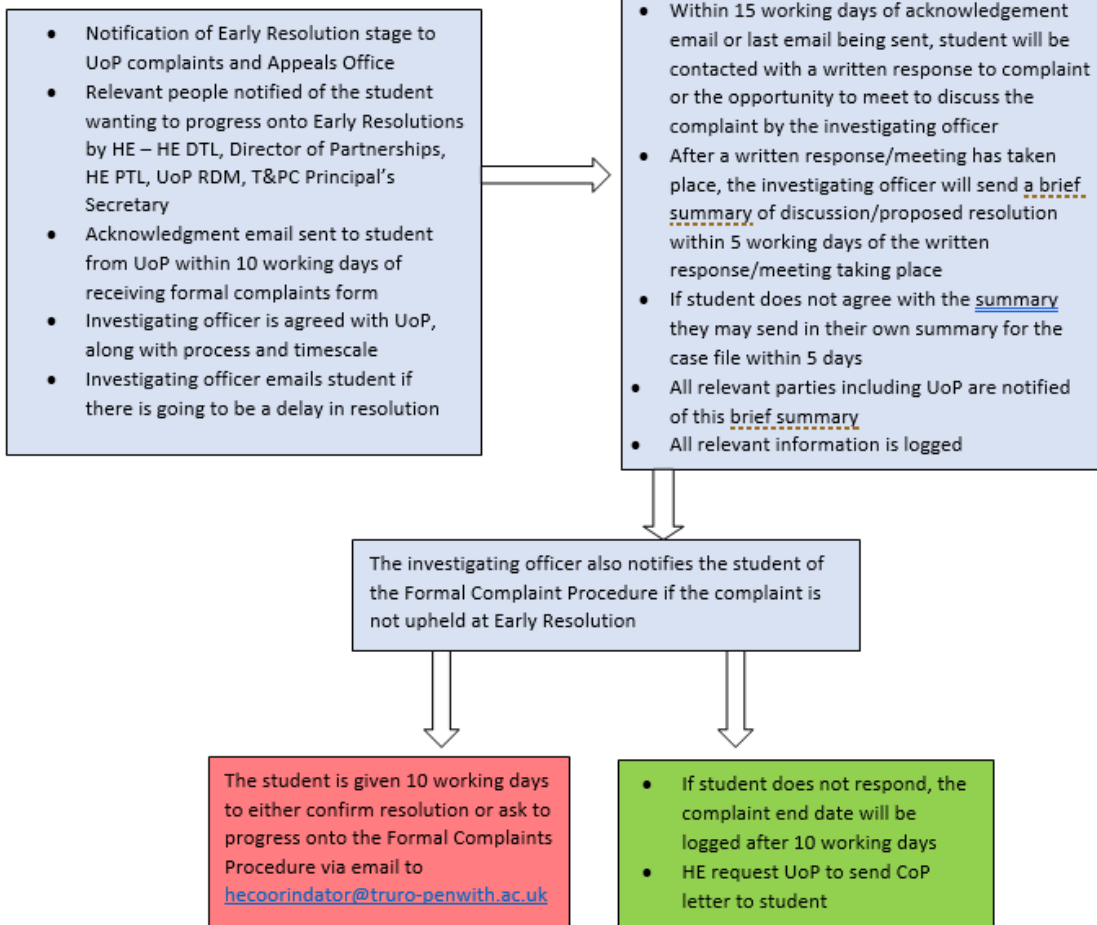 • Notification of Early Resolution stage to
UoP complaints and Appeals Office
• Relevant people notified of the student
wanting to progress onto Early Resolutions
by HE – HE DTL, Director of Partnerships,
HE PTL, UoP RDM, T&PC Principal's
Secretary
• Acknowledgment email sent to student
from UoP within 10 working days of
receiving formal complaints form
• Investigating officer is agreed with UoP,
along with process and timescale
• Investigating officer emails student if
there is going to be a delay in resolution
• Within 15 working days of acknowledgement
email or last email being sent, student will be
contacted with a written response to complaint
or the opportunity to meet to discuss the
complaint by the investigating officer
• After a written response/meeting has taken
place, the investigating officer will send a brief
summary of discussion/proposed resolution
within 5 working days of the written
response/meeting taking place
• If student does not agree with the summary
they may send in their own summary for the
case file within 5 days
• All relevant parties including UoP are notified
of this brief summary
• All relevant information is logged
The investigating officer also notifies the student of
the Formal Complaint Procedure if the complaint is
not upheld at Early Resolution
The student is given 10 working days
to either confirm resolution or ask to
progress onto the Formal Complaints
Procedure via email to
hecoorindator@truro-penwith.ac.uk
• If student does not respond, the
complaint end date will be
logged after 10 working days
• HE request UoP to send CoP
letter to student